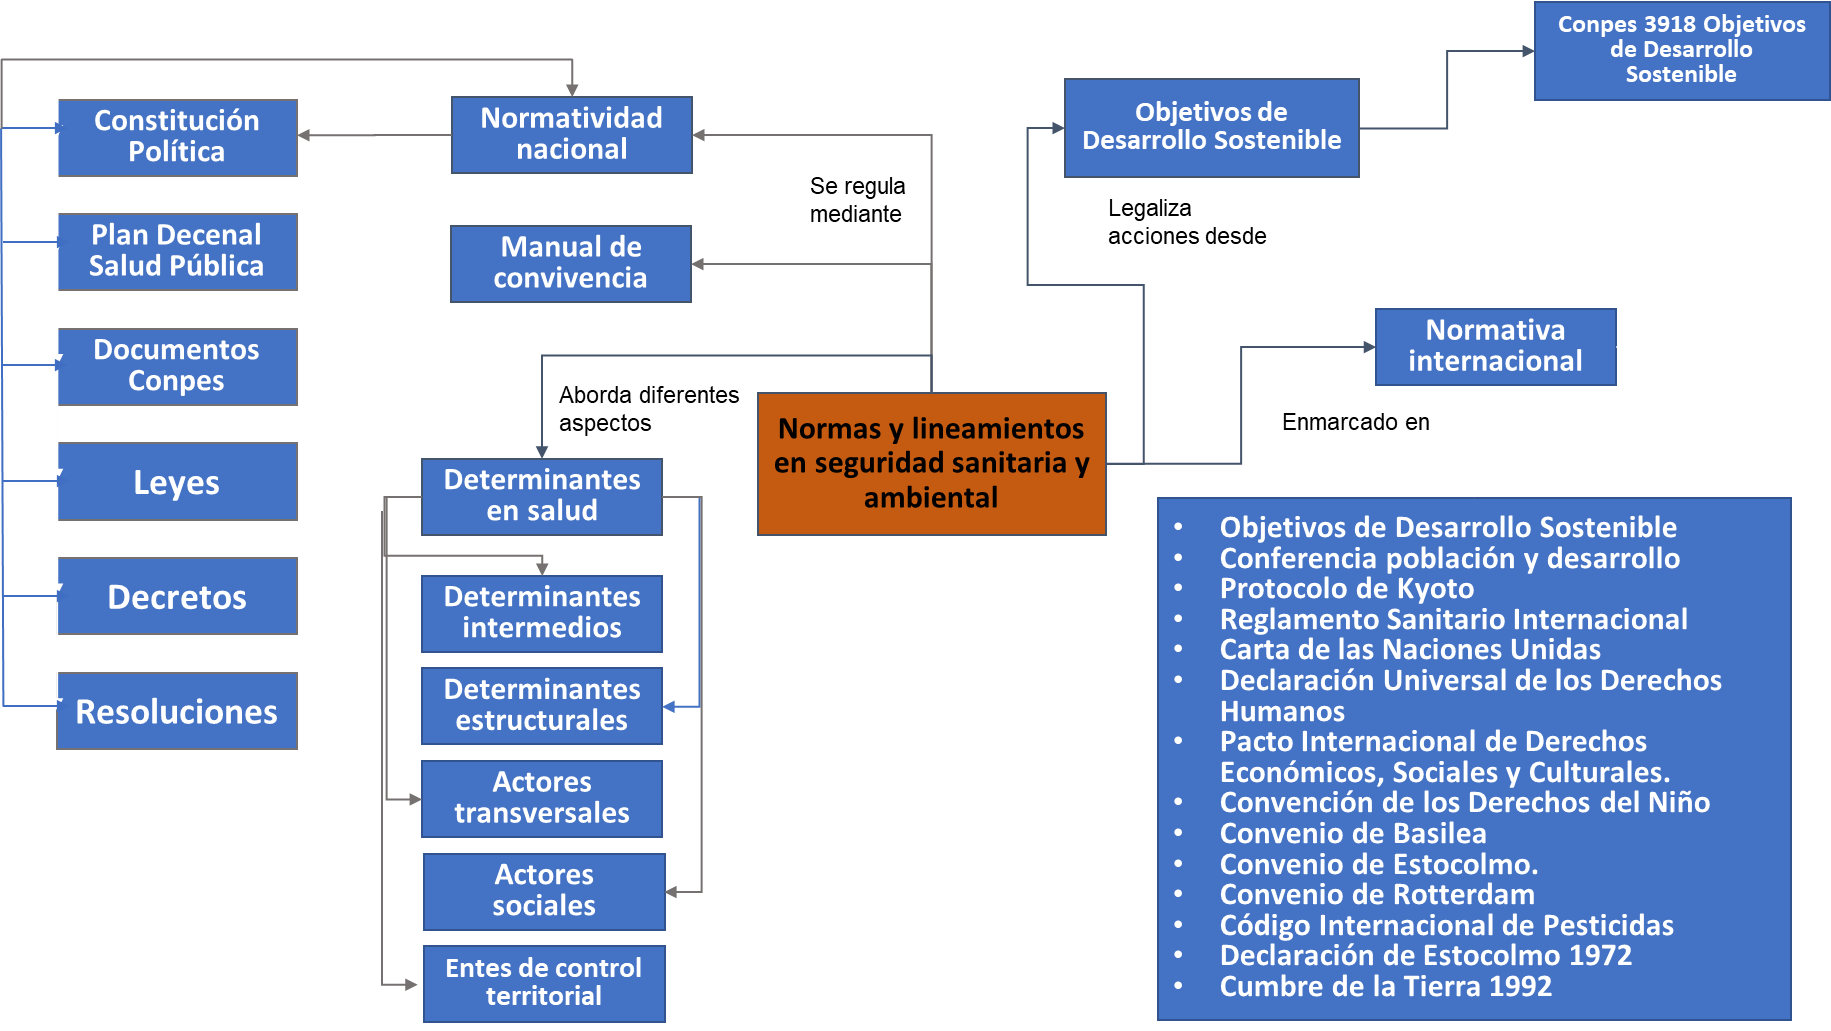 Conpes 3918 Objetivos
de Desarrollo
Sostenible
Constitución
Política
Normatividad
nacional
Objetivos de
Desarrollo Sostenible
Se regula
mediante
Legaliza
acciones desde
Plan Decenal
Salud Pública
Manual de
convivencia
Documentos
Conpes
Normativa
internacional
Aborda diferentes
aspectos
Enmarcado en
Normas y lineamientos
en seguridad sanitaria y
ambiental
Leyes
Determinantes
en salud
Decretos
Determinantes
intermedios
Resoluciones
Determinantes
estructurales
Actores
transversales
Actores
sociales
Entes de control
territorial
• Objetivos de Desarrollo Sostenible
• Conferencia población y desarrollo
• Protocolo de Kyoto
• Reglamento Sanitario Internacional
• Carta de las Naciones Unidas
• Declaración Universal de los Derechos
Humanos
• Pacto Internacional de Derechos
Económicos, Sociales y Culturales.
• Convención de los Derechos del Niño
• Convenio de Basilea
• Convenio de Estocolmo.
• Convenio de Rotterdam
• Código Internacional de Pesticidas
• Declaración de Estocolmo 1972
• Cumbre de la Tierra 1992